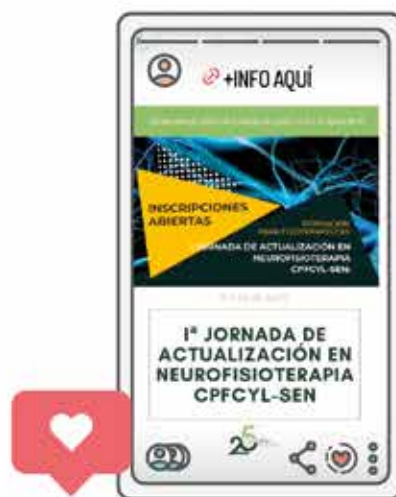 +INFO AQUÍ
INSCRIPCIONES
ABIERTAS
JORNADA DE ACTUALIZACIÓN EN
NEUROFISIOTERAPIA
CPFCYL-SEN
Iª JORNADA DE
ACTUALIZACIÓN EN
NEUROFISIOTERAPIA
CPFCYL-SEN
25